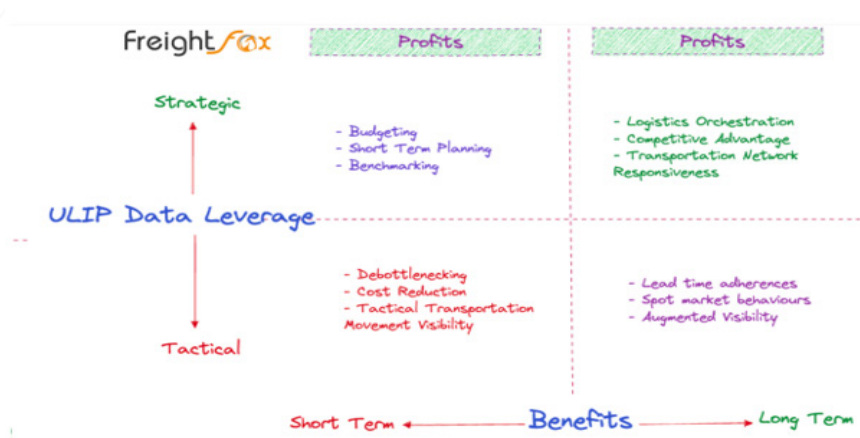 Freight Fox
Profits
Profits
Strategic
- Budgeting
- Short Term Planning
- Benchmarking
- Logistics Orchestration
- Competitive Advantage
- Transportation Network
Responsiveness
ULIP Data Leverage
- Debottlenecking
- Cost Reduction
- Tactical Transportation
Movement Visibility
- Lead time adherences
- Spot market behaviours
- Augmented Visibility
Tactical
Short Term
Benefits
Long Term